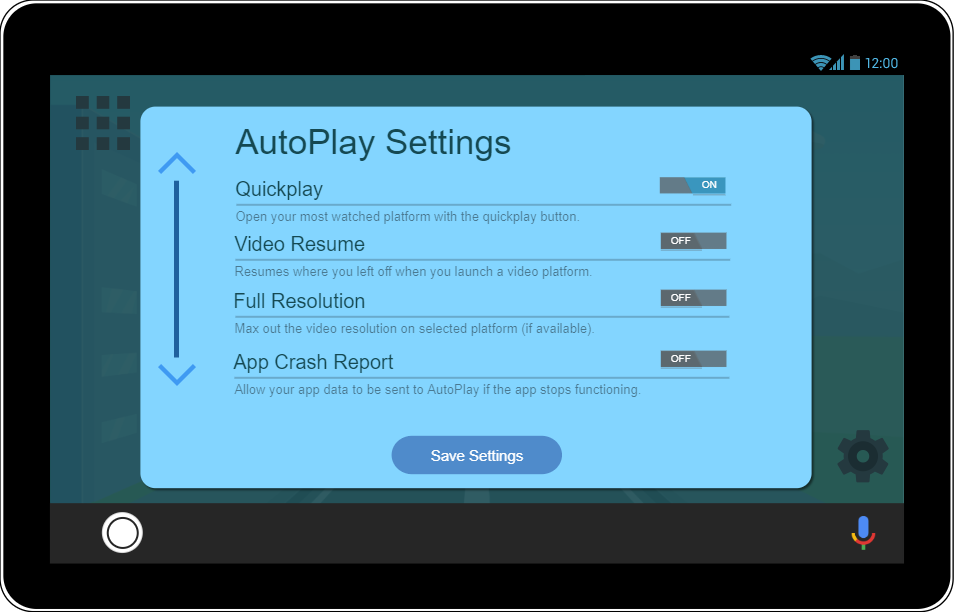 12:00
AutoPlay Settings
Quickplay ON
Open your most watched platform with the quickplay button.
Video Resume OFF
Resumes where you left off when you launch a video platform.
Full Resolution OFF
Max out the video resolution on selected platform (if available).
App Crash Report OFF
Allow your app data to be sent to AutoPlay if the app stops functioning.
Save Settings